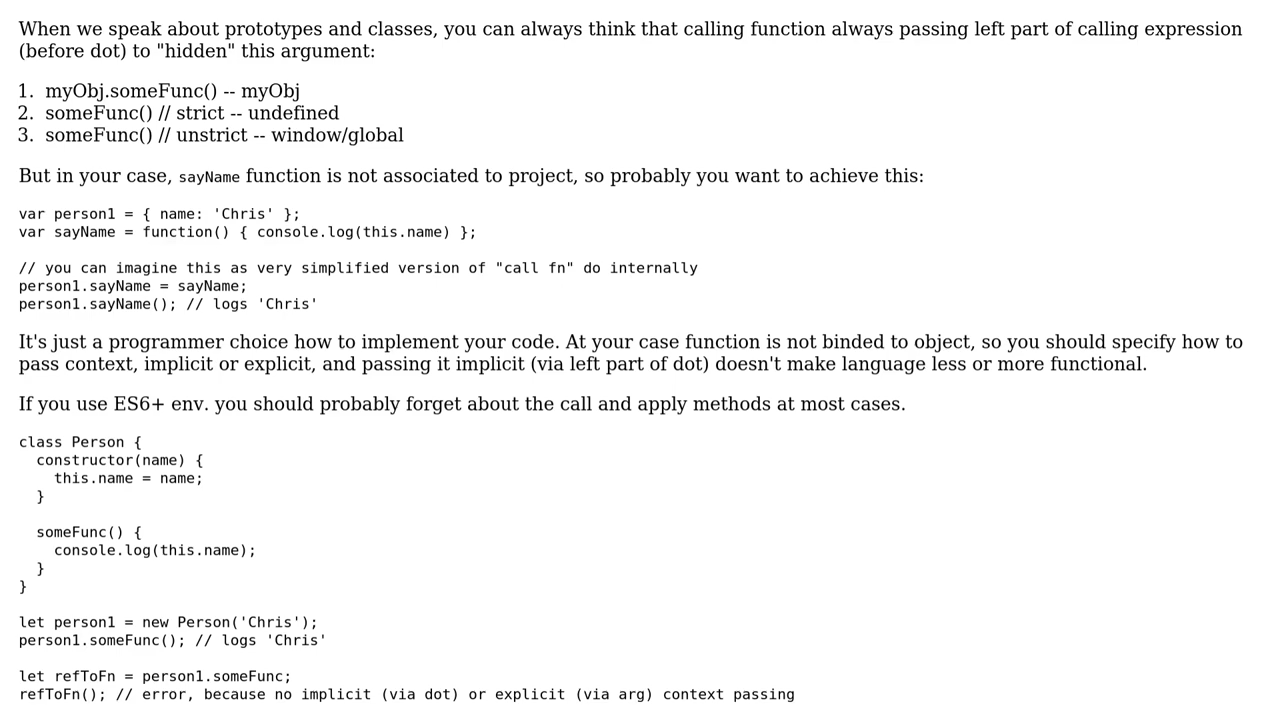 When we speak about prototypes and classes, you can always think that calling function always passing left part of calling expression
(before dot) to "hidden" this argument:
1. myObj.someFunc() -- myObj
2. someFunc() // strict -- undefined
3. someFunc() // unstrict -- window/global
But in your case, sayName function is not associated to project, so probably you want to achieve this:
var person1 = { name: 'Chris' };
var sayName = function() { console.log(this.name) };
// you can imagine this as very simplified version of "call fn" do internally
person1.sayName = sayName;
person1.sayName(); // logs 'Chris'
It's just a programmer choice how to implement your code. At your case function is not binded to object, so you should specify how to
pass context, implicit or explicit, and passing it implicit (via left part of dot) doesn't make language less or more functional.
If you use ES6+ env. you should probably forget about the call and apply methods at most cases.
class Person {
  constructor(name) {
    this.name = name;
  }
  someFunc() {
    console.log(this.name);
  }
}
let person1 = new Person('Chris');
person1.someFunc(); // logs 'Chris'
let refToFn = person1.someFunc;
refToFn(); // error, because no implicit (via dot) or explicit (via arg) context passing